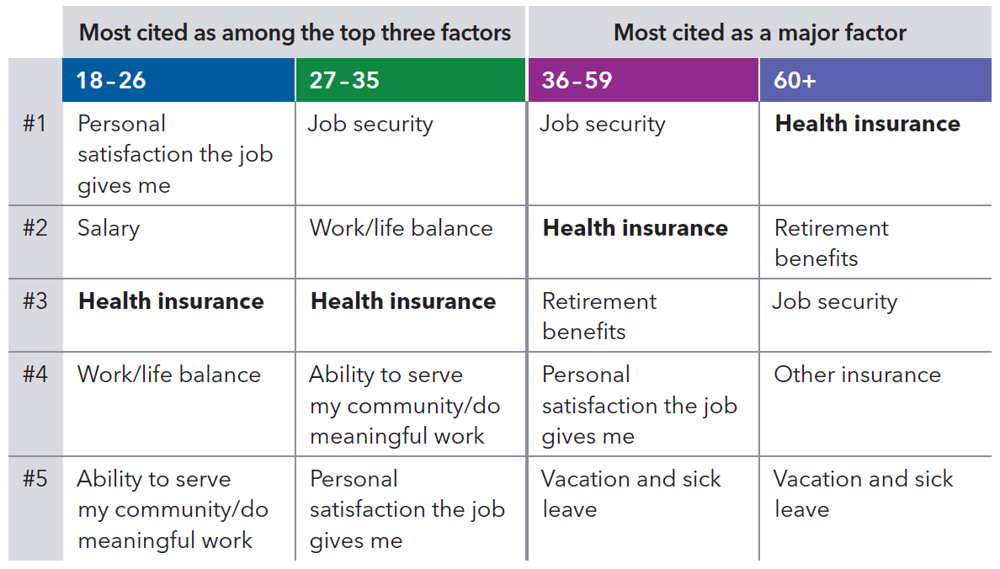 Most cited as among the top three factors
Most cited as a major factor
18–26
27–35
36–59
60+
#1
Personal
satisfaction the job
gives me
Job security
Job security
Health insurance
#2
Salary
Work/life balance
Health insurance
Retirement
benefits
#3
Health insurance
Health insurance
Retirement
benefits
Job security
#4
Work/life balance
Ability to serve
my community/do
meaningful work
Personal
satisfaction the job
gives me
Other insurance
#5
Ability to serve
my community/do
meaningful work
Personal
satisfaction the job
gives me
Vacation and sick
leave
Vacation and sick
leave